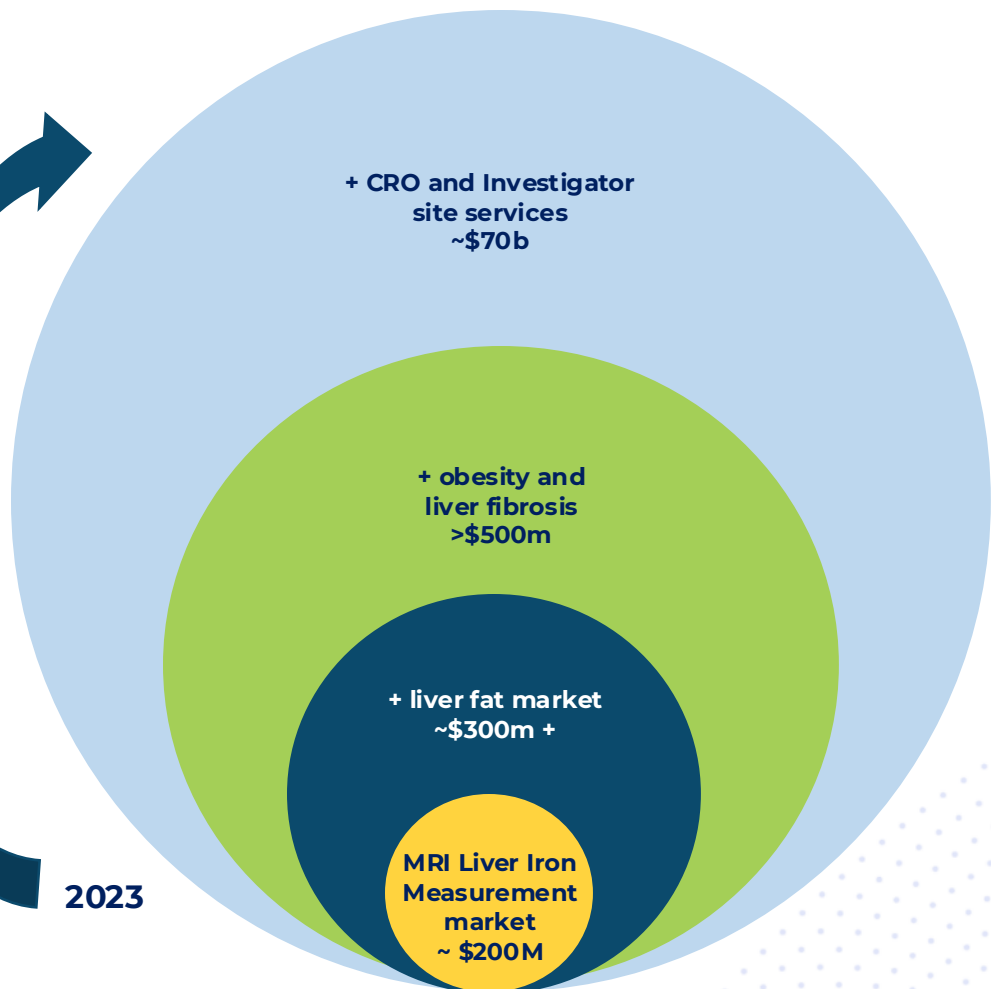 + CRO and Investigator
site services
~$70b
+ obesity and
liver fibrosis
>$500m
+ liver fat market
~$300m +
MRI Liver Iron
Measurement
market
~ $200M
2023